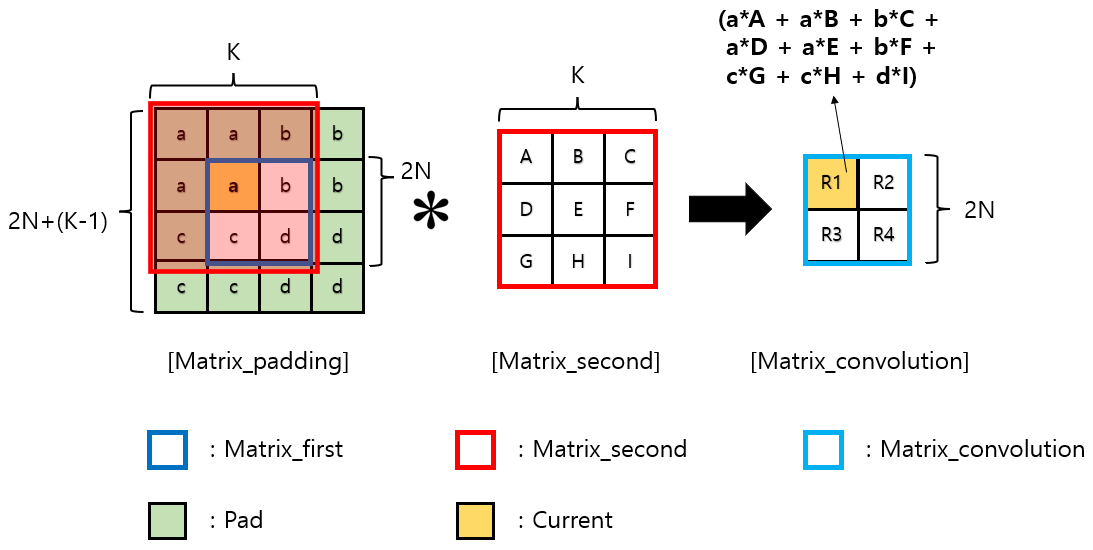 (a*A + a*B + b*C +
a*D + a*E + b*F +
c*G + c*H + d*I)
K
K
a a b b
a a b b
c c d d
c c d d
2N+(K-1)
2N
*
A B C
D E F
G H I
R1 R2
R3 R4
2N
[Matrix_padding] [Matrix_second] [Matrix_convolution]
: Matrix_first : Matrix_second : Matrix_convolution
: Pad : Current